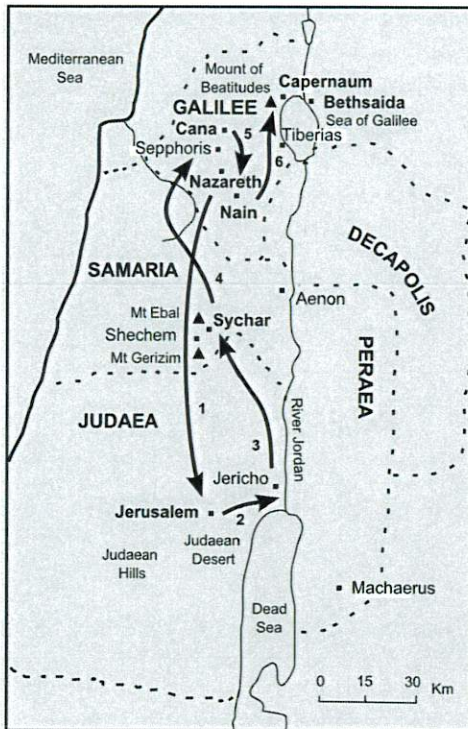 Mediterranean
Sea
Mount of
Beatitudes
Capernaum
GALILEE
Bethsaida
Cana
5
Sea of Galilee
Sepphoris
Tiberias
6
Nazareth
Nain
DECAPOLIS
SAMARIA
4
Aenon
Mt Ebal
Sychar
Shechem
Mt Gerizim
PERAEA
JUDAEA
1
3
River Jordan
Jericho
Jerusalem
2
Judaean
Desert
Judaean
Hills
Machaerus
Dead
Sea
0 15 30
Km